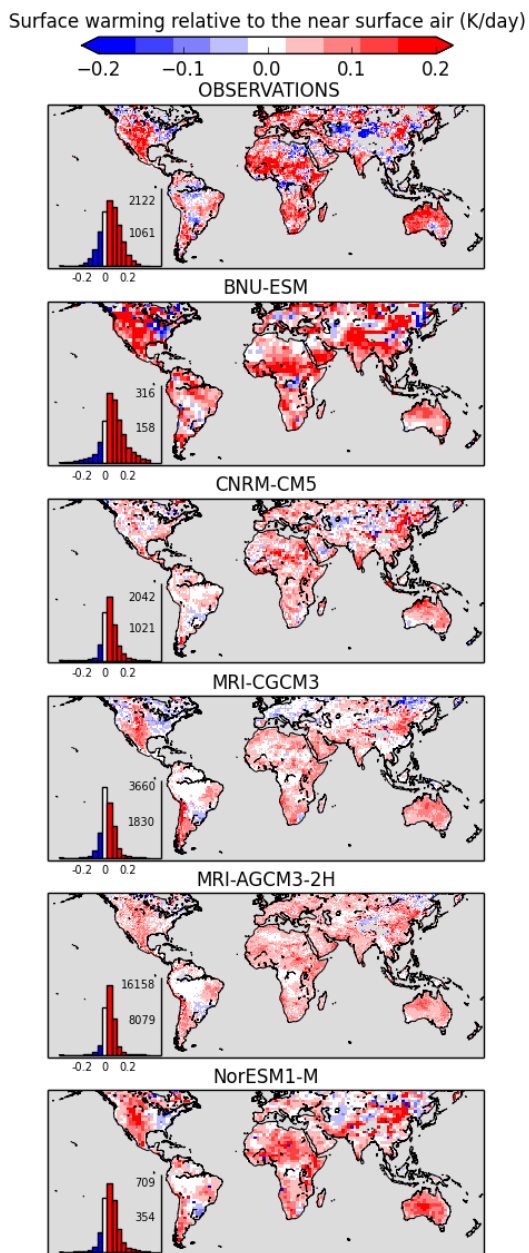 Surface warming relative to the near surface air (K/day)
−0.2 −0.1 0.0 0.1 0.2
OBSERVATIONS
2122
1061
-0.2 0 0.2
BNU-ESM
316
158
-0.2 0 0.2
CNRM-CM5
2042
1021
-0.2 0 0.2
MRI-CGCM3
3660
1830
-0.2 0 0.2
MRI-AGCM3-2H
16158
8079
-0.2 0 0.2
NorESM1-M
709
354